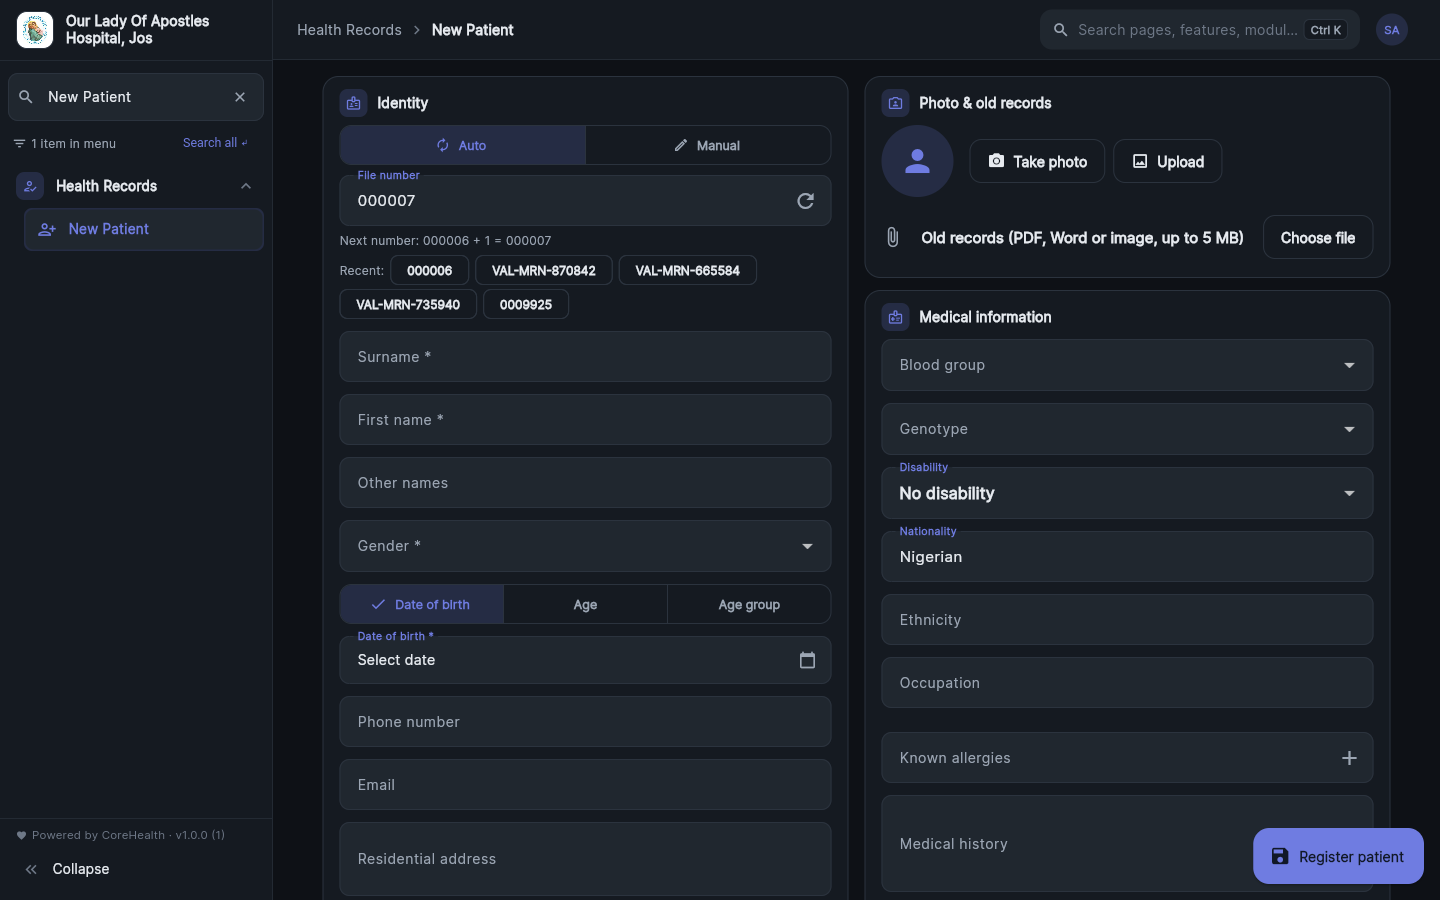 Our Lady Of Apostles
Hospital, Jos
New Patient
1 item in menu
Search all
Health Records
New Patient
Powered by CoreHealth · v1.0.0 (1)
Collapse
Health Records
New Patient
Search pages, features, modul...
Ctrl K
SA
Identity
Auto
Manual
File number
000007
Next number: 000006 + 1 = 000007
Recent:
000006
VAL-MRN-870842
VAL-MRN-665584
VAL-MRN-735940
0009925
Surname *
First name *
Other names
Gender *
Date of birth
Age
Age group
Date of birth *
Select date
Phone number
Email
Residential address
Photo & old records
Take photo
Upload
Old records (PDF, Word or image, up to 5 MB)
Choose file
Medical information
Blood group
Genotype
Disability
No disability
Nationality
Nigerian
Ethnicity
Occupation
Known allergies
Medical history
Register patient